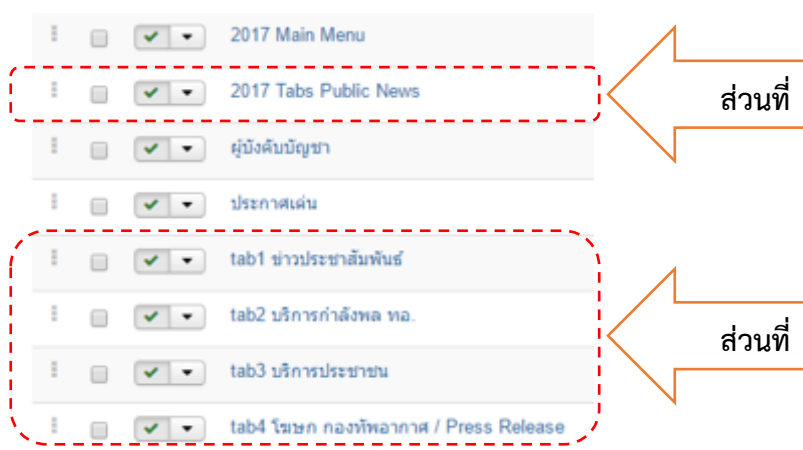 2017 Main Menu
2017 Tabs Public News
ส่วนที่
ผู้บังคับบัญชา
ประกาศเด่น
tab1 ข่าวประชาสัมพันธ์
tab2 บริการกำลังพล ทอ.
ส่วนที่
tab3 บริการประชาชน
tab4 โฆษก กองทัพอากาศ / Press Release